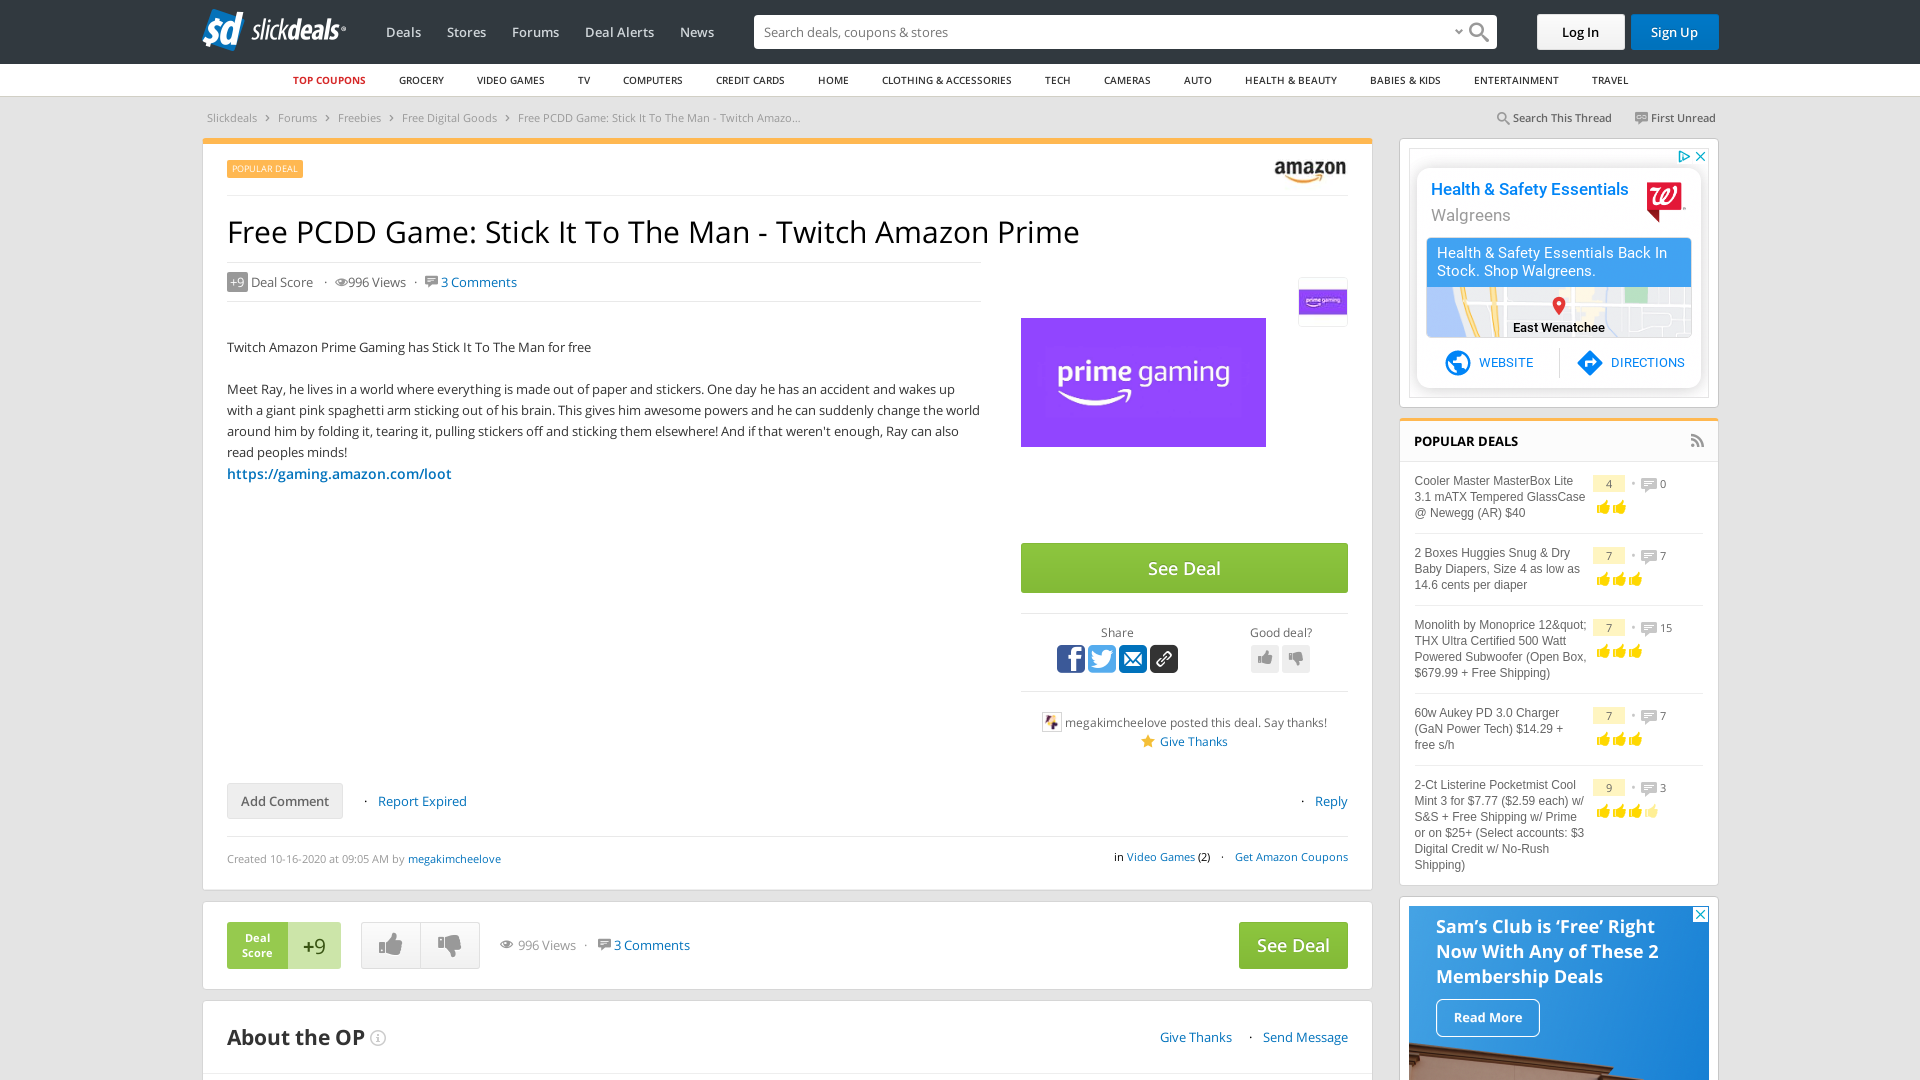 slickdeals
Deals
Stores
Forums
Deal Alerts
News
Search deals, coupons & stores
Log In
Sign Up
TOP COUPONS
GROCERY
VIDEO GAMES
TV
COMPUTERS
CREDIT CARDS
HOME
CLOTHING & ACCESSORIES
TECH
CAMERAS
AUTO
HEALTH & BEAUTY
BABIES & KIDS
ENTERTAINMENT
TRAVEL
Slickdeals > Forums > Freebies > Free Digital Goods > Free PCDD Game: Stick It To The Man - Twitch Amazo...
Search This Thread
First Unread
POPULAR DEAL
amazon
Free PCDD Game: Stick It To The Man - Twitch Amazon Prime
+9 Deal Score · 996 Views · 3 Comments
Twitch Amazon Prime Gaming has Stick It To The Man for free
Meet Ray, he lives in a world where everything is made out of paper and stickers. One day he has an accident and wakes up
with a giant pink spaghetti arm sticking out of his brain. This gives him awesome powers and he can suddenly change the world
around him by folding it, tearing it, pulling stickers off and sticking them elsewhere! And if that weren't enough, Ray can also
read peoples minds!
https://gaming.amazon.com/loot
prime gaming
prime gaming
See Deal
Share
Good deal?
megakimcheelove posted this deal. Say thanks!
Give Thanks
Add Comment
· Report Expired
· Reply
Created 10-16-2020 at 09:05 AM by megakimcheelove
in Video Games (2) · Get Amazon Coupons
Deal
Score
+9
996 Views · 3 Comments
See Deal
About the OP
Give Thanks · Send Message
Health & Safety Essentials
Walgreens
Health & Safety Essentials Back In
Stock. Shop Walgreens.
East Wenatchee
WEBSITE
DIRECTIONS
POPULAR DEALS
Cooler Master MasterBox Lite
3.1 mATX Tempered GlassCase
@ Newegg (AR) $40
4 · 0
2 Boxes Huggies Snug & Dry
Baby Diapers, Size 4 as low as
14.6 cents per diaper
7 · 7
Monolith by Monoprice 12&quot;
THX Ultra Certified 500 Watt
Powered Subwoofer (Open Box,
$679.99 + Free Shipping)
7 · 15
60w Aukey PD 3.0 Charger
(GaN Power Tech) $14.29 +
free s/h
7 · 7
2-Ct Listerine Pocketmist Cool
Mint 3 for $7.77 ($2.59 each) w/
S&S + Free Shipping w/ Prime
or on $25+ (Select accounts: $3
Digital Credit w/ No-Rush
Shipping)
9 · 3
Sam's Club is ‘Free’ Right
Now With Any of These 2
Membership Deals
Read More